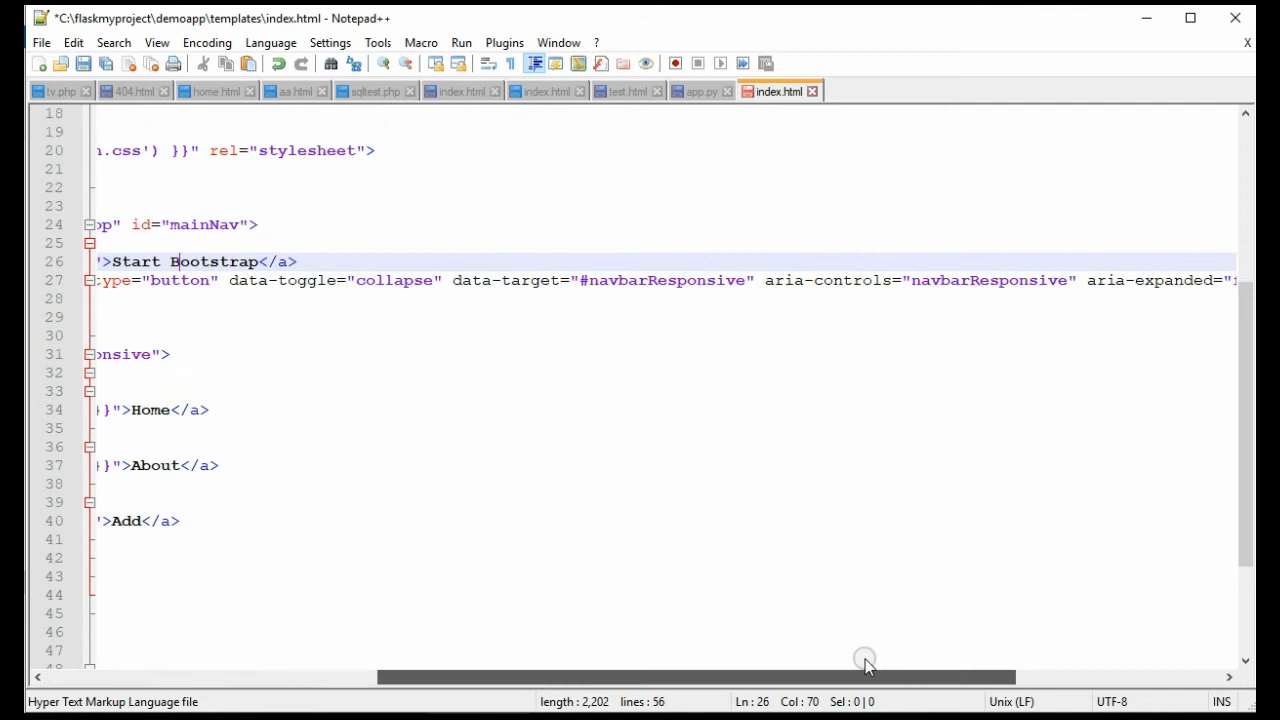 *C:\flaskmyproject\demoapp\templates\index.html - Notepad++
File Edit Search View Encoding Language Settings Tools Macro Run Plugins Window ? X
tv.php 404.html home.html aa.html sqltest.php index.html index.html test.html app.py index.html
18
19
20 n.css') }}" rel="stylesheet">
21
22
23
24 op" id="mainNav">
25
26 ">Start Bootstrap</a>
27 type="button" data-toggle="collapse" data-target="#navbarResponsive" aria-controls="navbarResponsive" aria-expanded="f
28
29
30
31 onsive">
32
33
34 }}">Home</a>
35
36
37 }}">About</a>
38
39
40 ">Add</a>
41
42
43
44
45
46
47
48
Hyper Text Markup Language file length : 2,202 lines : 56 Ln : 26 Col : 70 Sel : 0 | 0 Unix (LF) UTF-8 INS